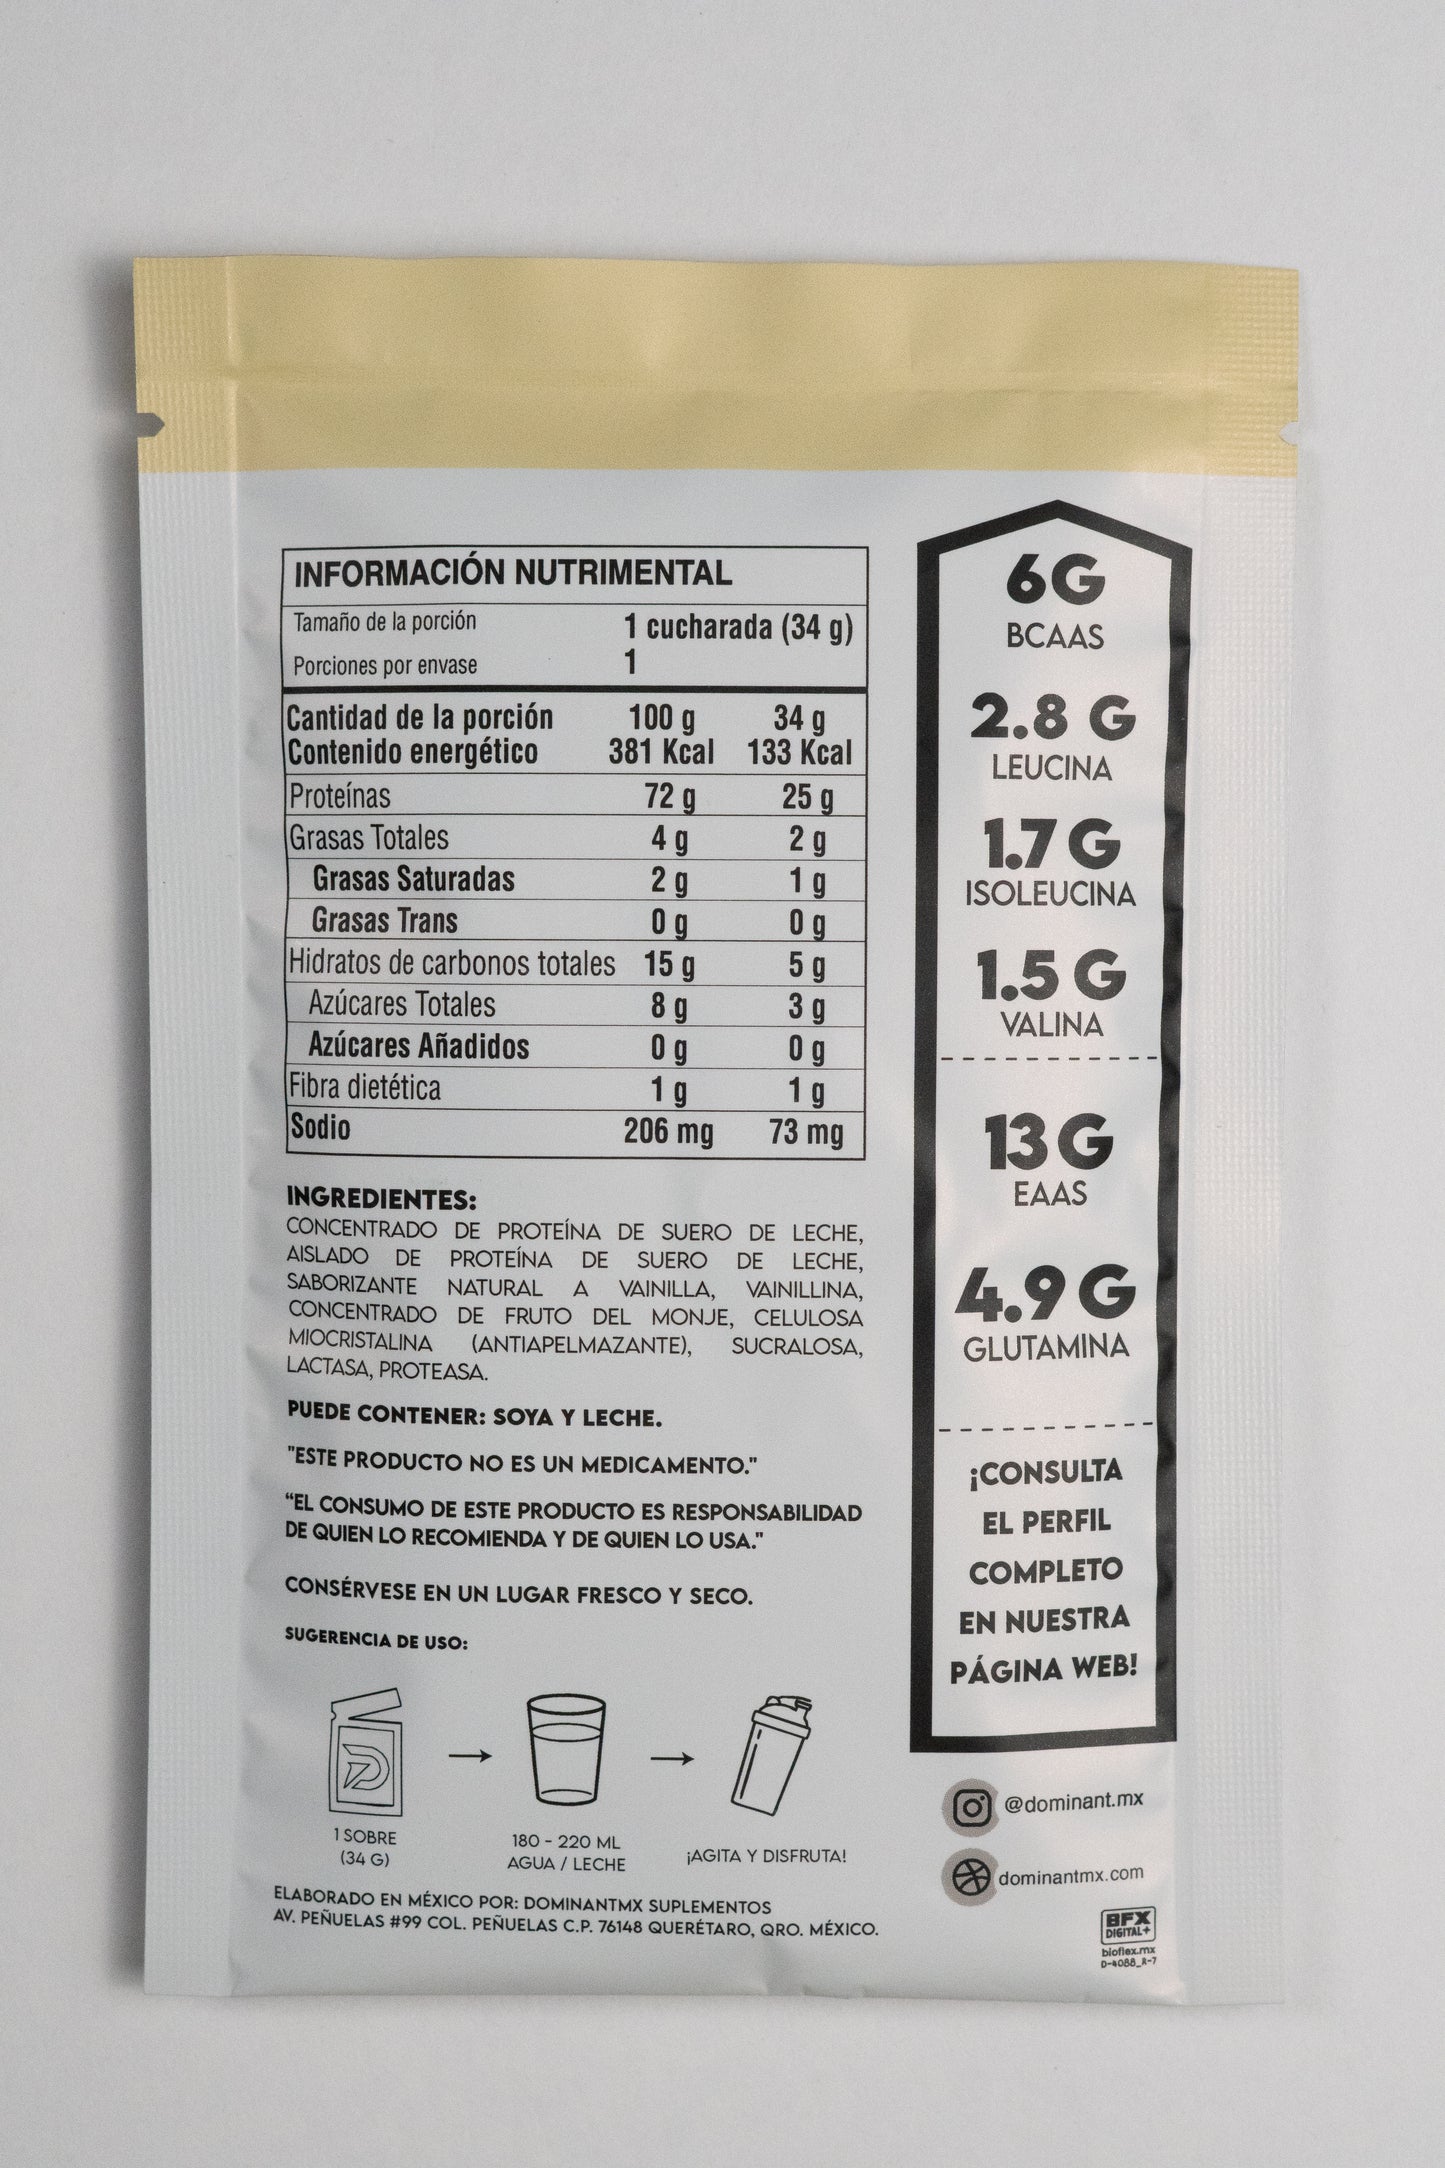 INFORMACIÓN NUTRIMENTAL
Tamaño de la porción 1 cucharada (34 g)
Porciones por envase 1
Cantidad de la porción 100 g 34 g
Contenido energético 381 Kcal 133 Kcal
Proteínas 72 g 25 g
Grasas Totales 4 g 2 g
Grasas Saturadas 2 g 1 g
Grasas Trans 0 g 0 g
Hidratos de carbonos totales 15 g 5 g
Azúcares Totales 8 g 3 g
Azúcares Añadidos 0 g 0 g
Fibra dietética 1 g 1 g
Sodio 206 mg 73 mg
INGREDIENTES:
CONCENTRADO DE PROTEÍNA DE SUERO DE LECHE,
AISLADO DE PROTEÍNA DE SUERO DE LECHE,
SABORIZANTE NATURAL A VAINILLA, VAINILLINA,
CONCENTRADO DE FRUTO DEL MONJE, CELULOSA
MIOCRISTALINA (ANTIAPELMAZANTE), SUCRALOSA,
LACTASA, PROTEASA.
PUEDE CONTENER: SOYA Y LECHE.
"ESTE PRODUCTO NO ES UN MEDICAMENTO."
“EL CONSUMO DE ESTE PRODUCTO ES RESPONSABILIDAD
DE QUIEN LO RECOMIENDA Y DE QUIEN LO USA."
CONSÉRVESE EN UN LUGAR FRESCO Y SECO.
SUGERENCIA DE USO:
1 SOBRE
(34 G)
180 - 220 ML
AGUA / LECHE
¡AGITA Y DISFRUTA!
ELABORADO EN MÉXICO POR: DOMINANTMX SUPLEMENTOS
AV. PEÑUELAS #99 COL. PEÑUELAS C.P. 76148 QUERÉTARO, QRO. MÉXICO.
6G
BCAAS
2.8 G
LEUCINA
1.7 G
ISOLEUCINA
1.5 G
VALINA
13 G
EAAS
4.9 G
GLUTAMINA
¡CONSULTA
EL PERFIL
COMPLETO
EN NUESTRA
PÁGINA WEB!
@dominant.mx
dominantmx.com
BFX
DIGITAL+
bioflex.mx
D-4088_R-7